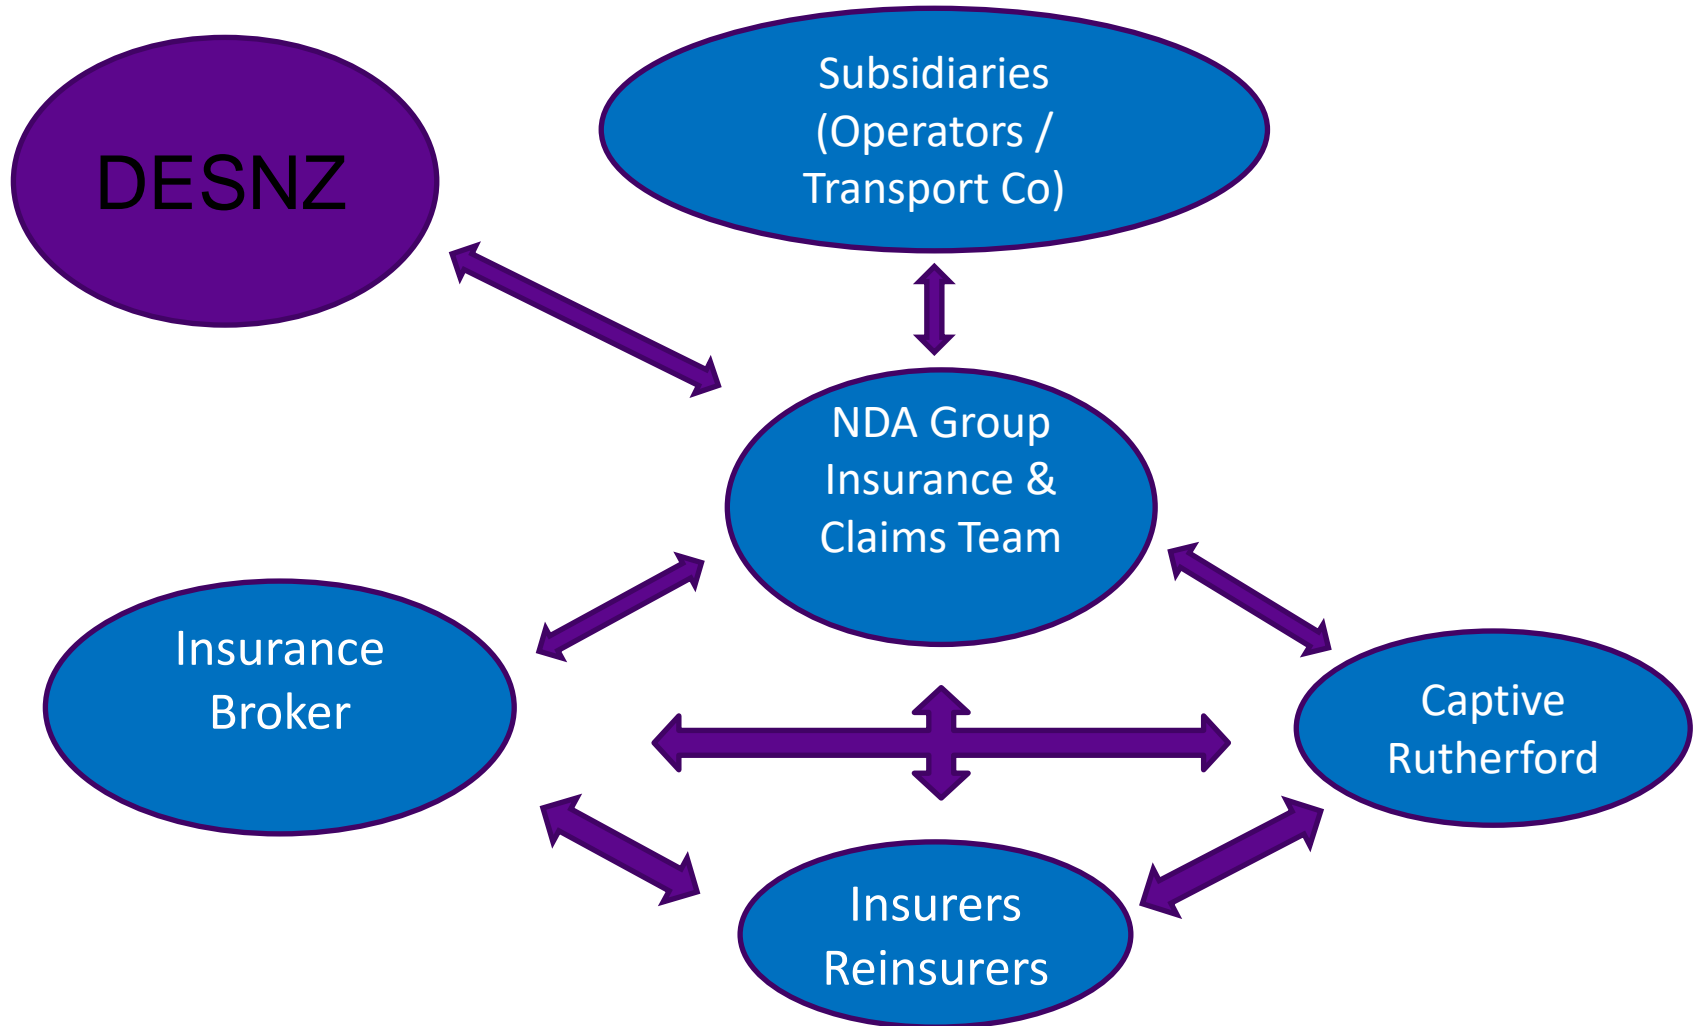 DESNZ
Subsidiaries
(Operators /
Transport Co)
NDA Group
Insurance &
Claims Team
Insurance
Broker
Captive
Rutherford
Insurers
Reinsurers